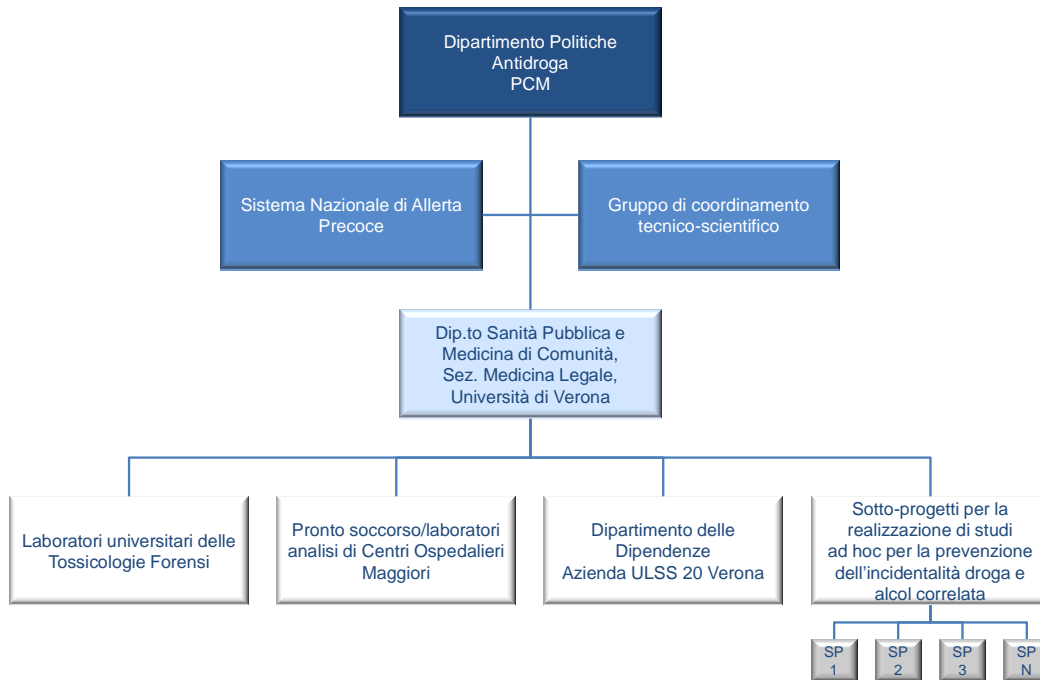 Dipartimento Politiche
Antidroga
PCM
Sistema Nazionale di Allerta
Precoce
Gruppo di coordinamento
tecnico-scientifico
Dip.to Sanità Pubblica e
Medicina di Comunità,
Sez. Medicina Legale,
Università di Verona
Laboratori universitari delle
Tossicologie Forensi
Pronto soccorso/laboratori
analisi di Centri Ospedalieri
Maggiori
Dipartimento delle
Dipendenze
Azienda ULSS 20 Verona
Sotto-progetti per la
realizzazione di studi
ad hoc per la prevenzione
dell'incidentalità droga e
alcol correlata
SP
1
SP
2
SP
3
SP
N